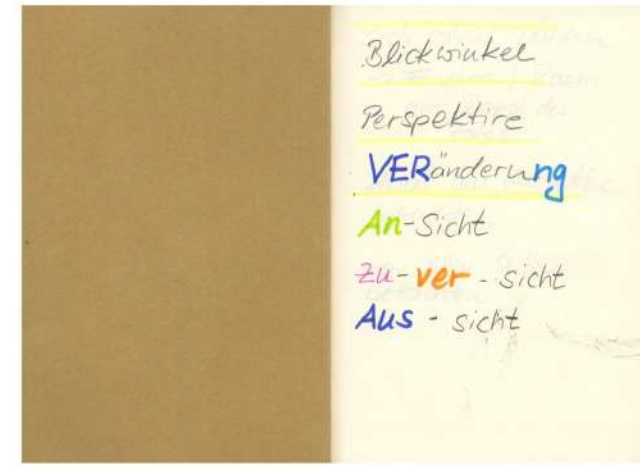 Blickwinkel
Perspektive
VERänderung
An-Sicht
Zu-ver-sicht
Aus-sicht